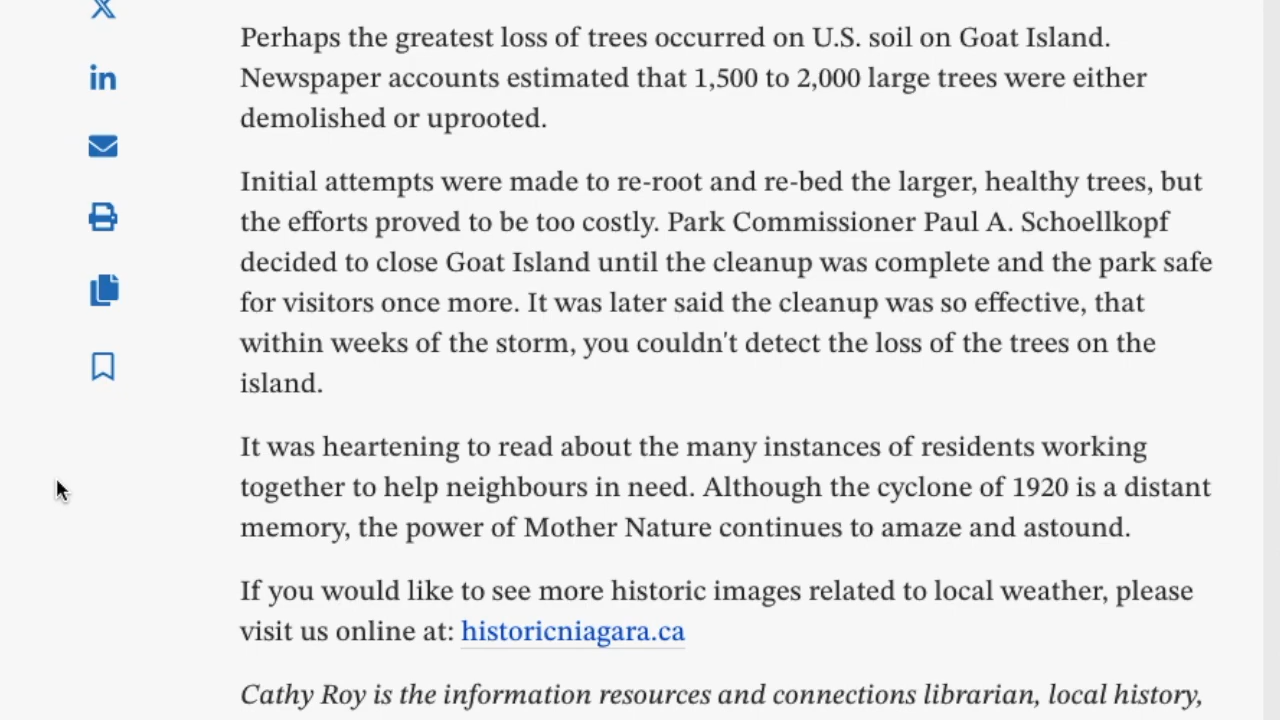 Perhaps the greatest loss of trees occurred on U.S. soil on Goat Island.
Newspaper accounts estimated that 1,500 to 2,000 large trees were either
demolished or uprooted.
Initial attempts were made to re-root and re-bed the larger, healthy trees, but
the efforts proved to be too costly. Park Commissioner Paul A. Schoellkopf
decided to close Goat Island until the cleanup was complete and the park safe
for visitors once more. It was later said the cleanup was so effective, that
within weeks of the storm, you couldn't detect the loss of the trees on the
island.
It was heartening to read about the many instances of residents working
together to help neighbours in need. Although the cyclone of 1920 is a distant
memory, the power of Mother Nature continues to amaze and astound.
If you would like to see more historic images related to local weather, please
visit us online at: historicniagara.ca
Cathy Roy is the information resources and connections librarian, local history,